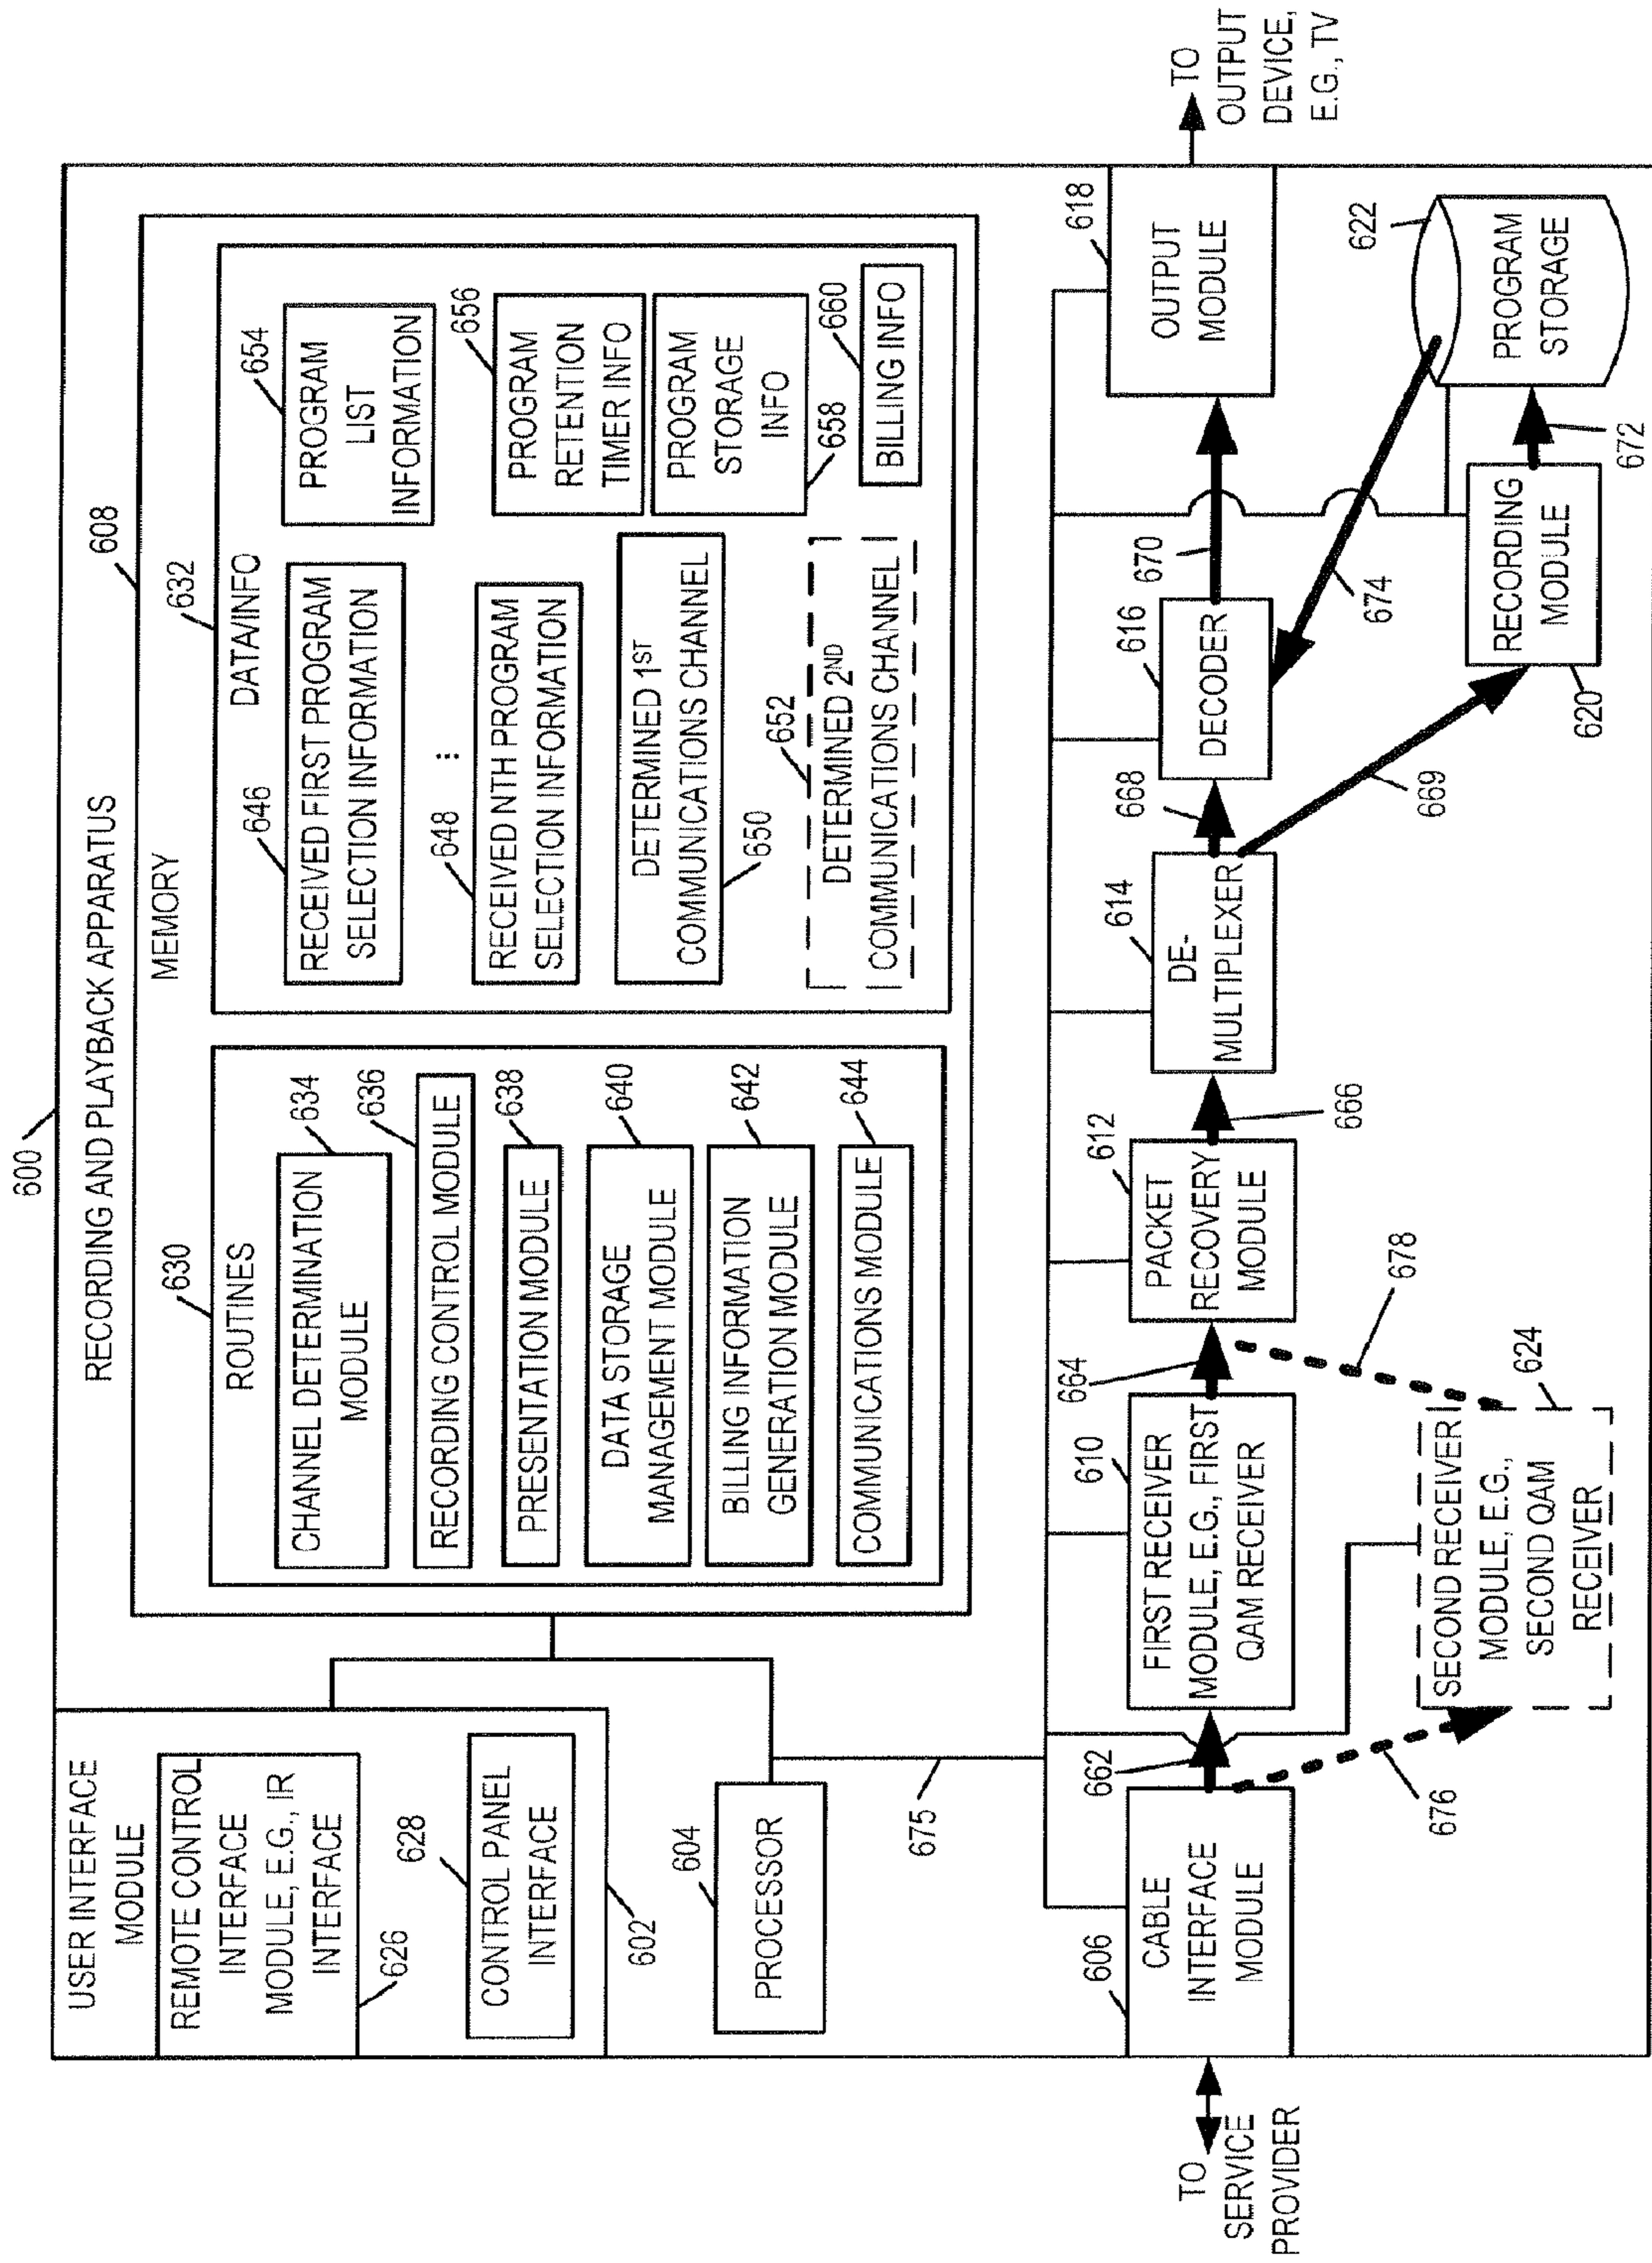 600
RECORDING AND PLAYBACK APPARATUS
608
USER INTERFACE
MODULE
REMOTE CONTROL
INTERFACE
MODULE, E.G., IR
INTERFACE
626
628
CONTROL PANEL
INTERFACE
602
604
PROCESSOR
675
MEMORY
630
ROUTINES
634
CHANNEL DETERMINATION
MODULE
636
RECORDING CONTROL MODULE
638
PRESENTATION MODULE
640
DATA STORAGE
MANAGEMENT MODULE
642
BILLING INFORMATION
GENERATION MODULE
644
COMMUNICATIONS MODULE
632
DATA/INFO
646
RECEIVED FIRST PROGRAM
SELECTION INFORMATION
...
648
RECEIVED NTH PROGRAM
SELECTION INFORMATION
DETERMINED 1ST
COMMUNICATIONS CHANNEL
650
652
DETERMINED 2ND
COMMUNICATIONS CHANNEL
654
PROGRAM
LIST
INFORMATION
656
PROGRAM
RETENTION
TIMER INFO
PROGRAM
STORAGE
INFO
658
660
BILLING INFO
TO
SERVICE
PROVIDER
606
CABLE
INTERFACE
MODULE
662
676
610
FIRST RECEIVER
MODULE, E.G., FIRST
QAM RECEIVER
624
SECOND RECEIVER
MODULE, E.G.,
SECOND QAM
RECEIVER
664
678
612
PACKET
RECOVERY
MODULE
666
614
DE-
MULTIPLEXER
668
669
616
DECODER
670
674
618
OUTPUT
MODULE
TO
OUTPUT
DEVICE,
E.G., TV
RECORDING
MODULE
620
672
622
PROGRAM
STORAGE